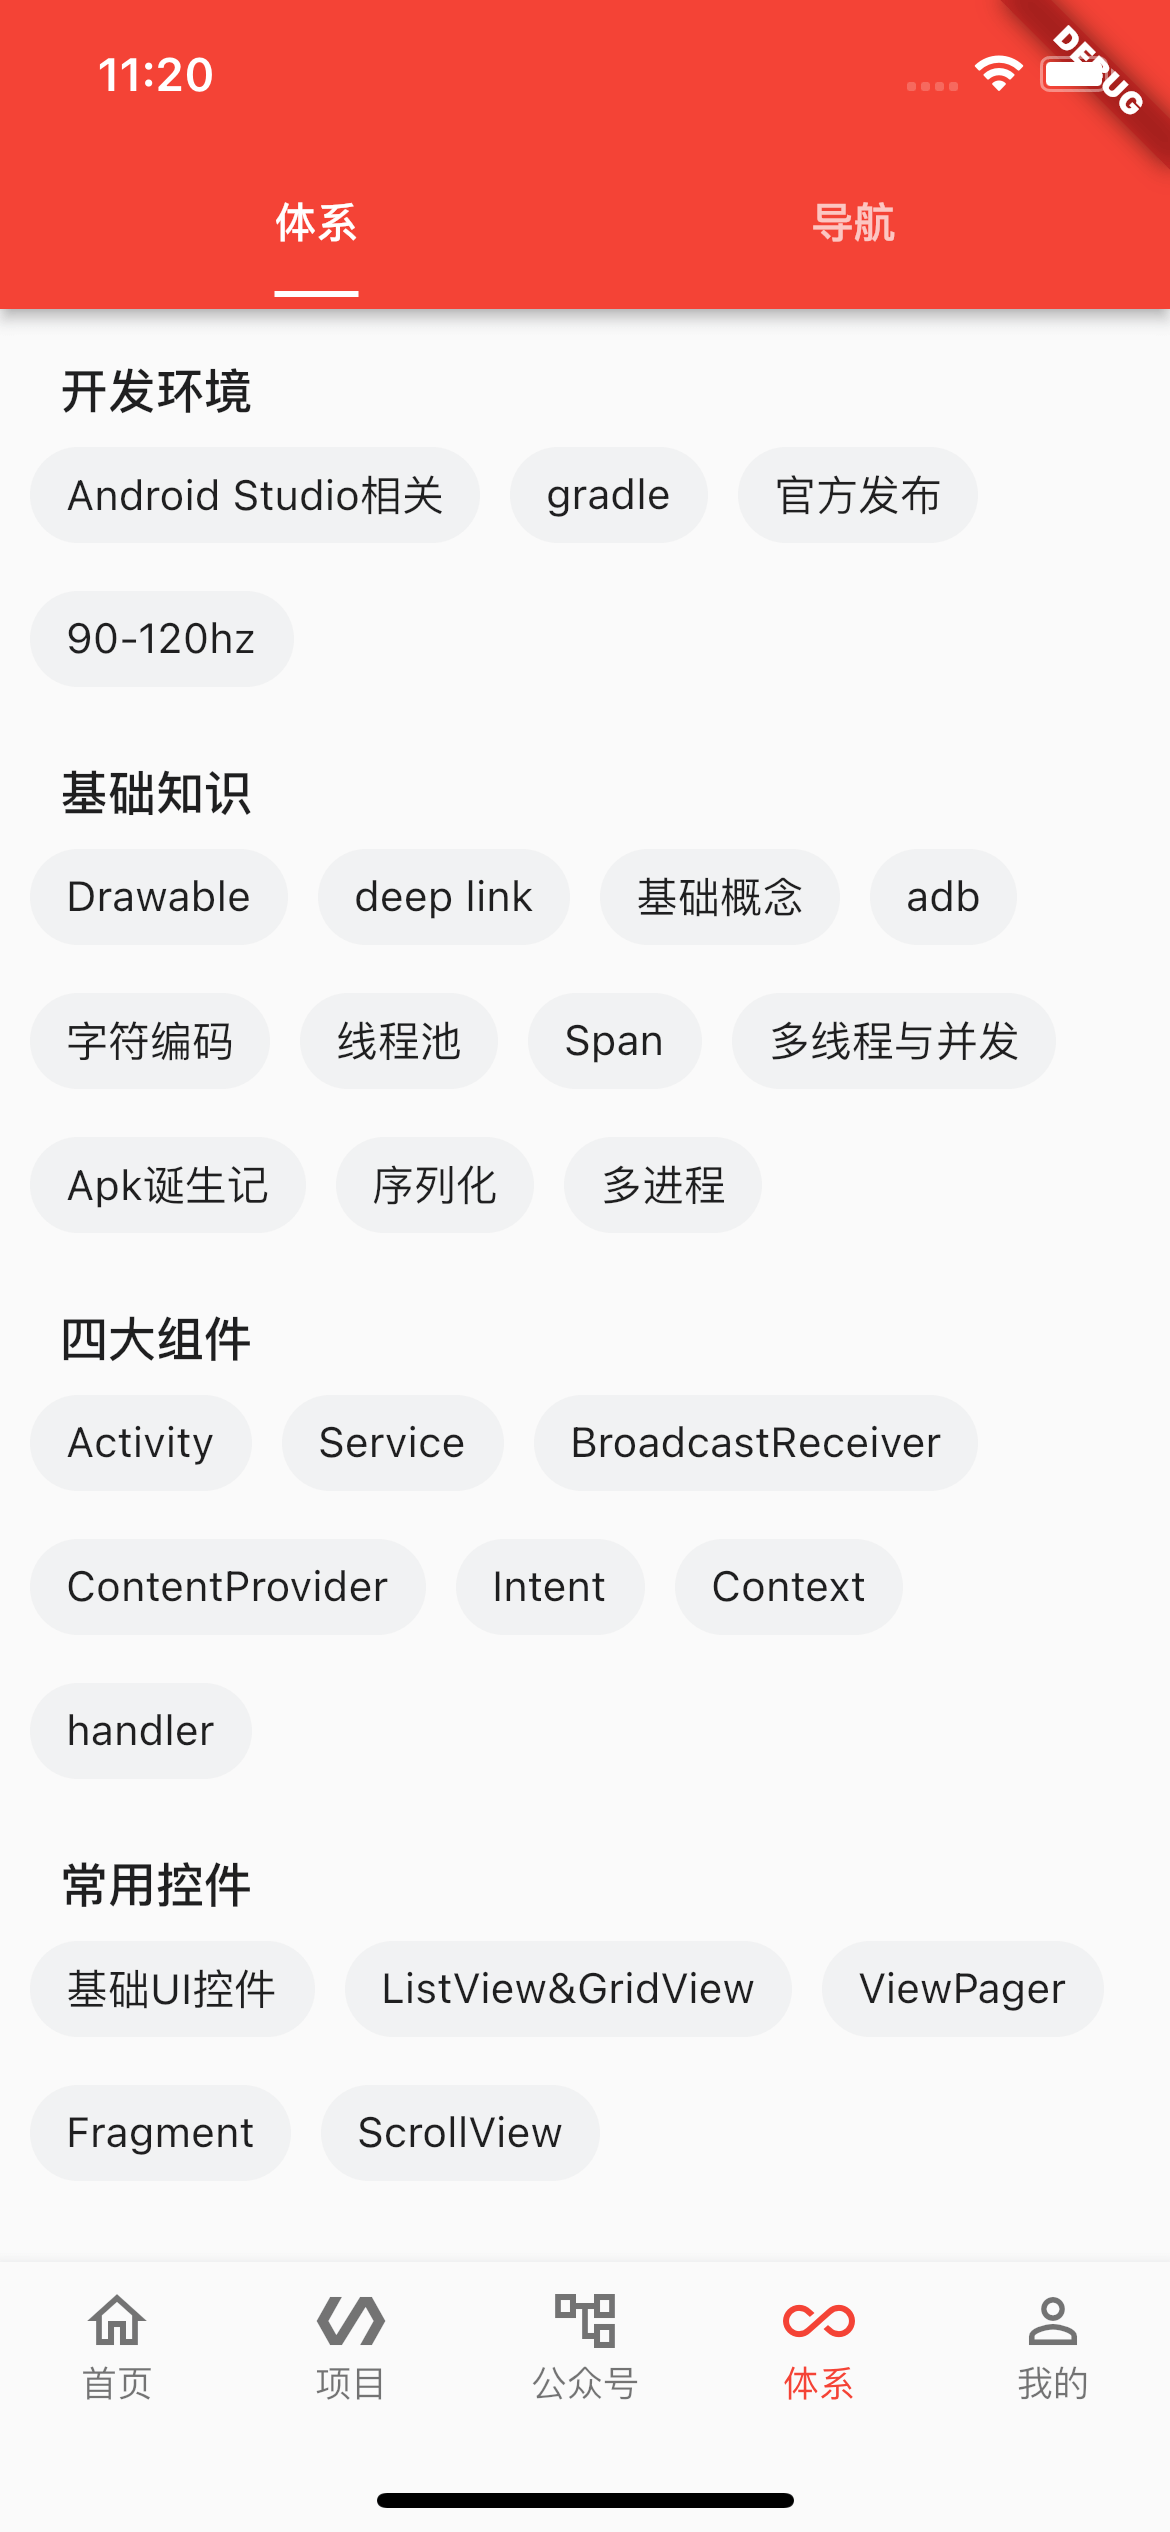 11:20
DEBUG
体系 导航
开发环境
Android Studio相关 gradle 官方发布
90-120hz
基础知识
Drawable deep link 基础概念 adb
字符编码 线程池 Span 多线程与并发
Apk诞生记 序列化 多进程
四大组件
Activity Service BroadcastReceiver
ContentProvider Intent Context
handler
常用控件
基础UI控件 ListView&GridView ViewPager
Fragment ScrollView
首页 项目 公众号 体系 我的